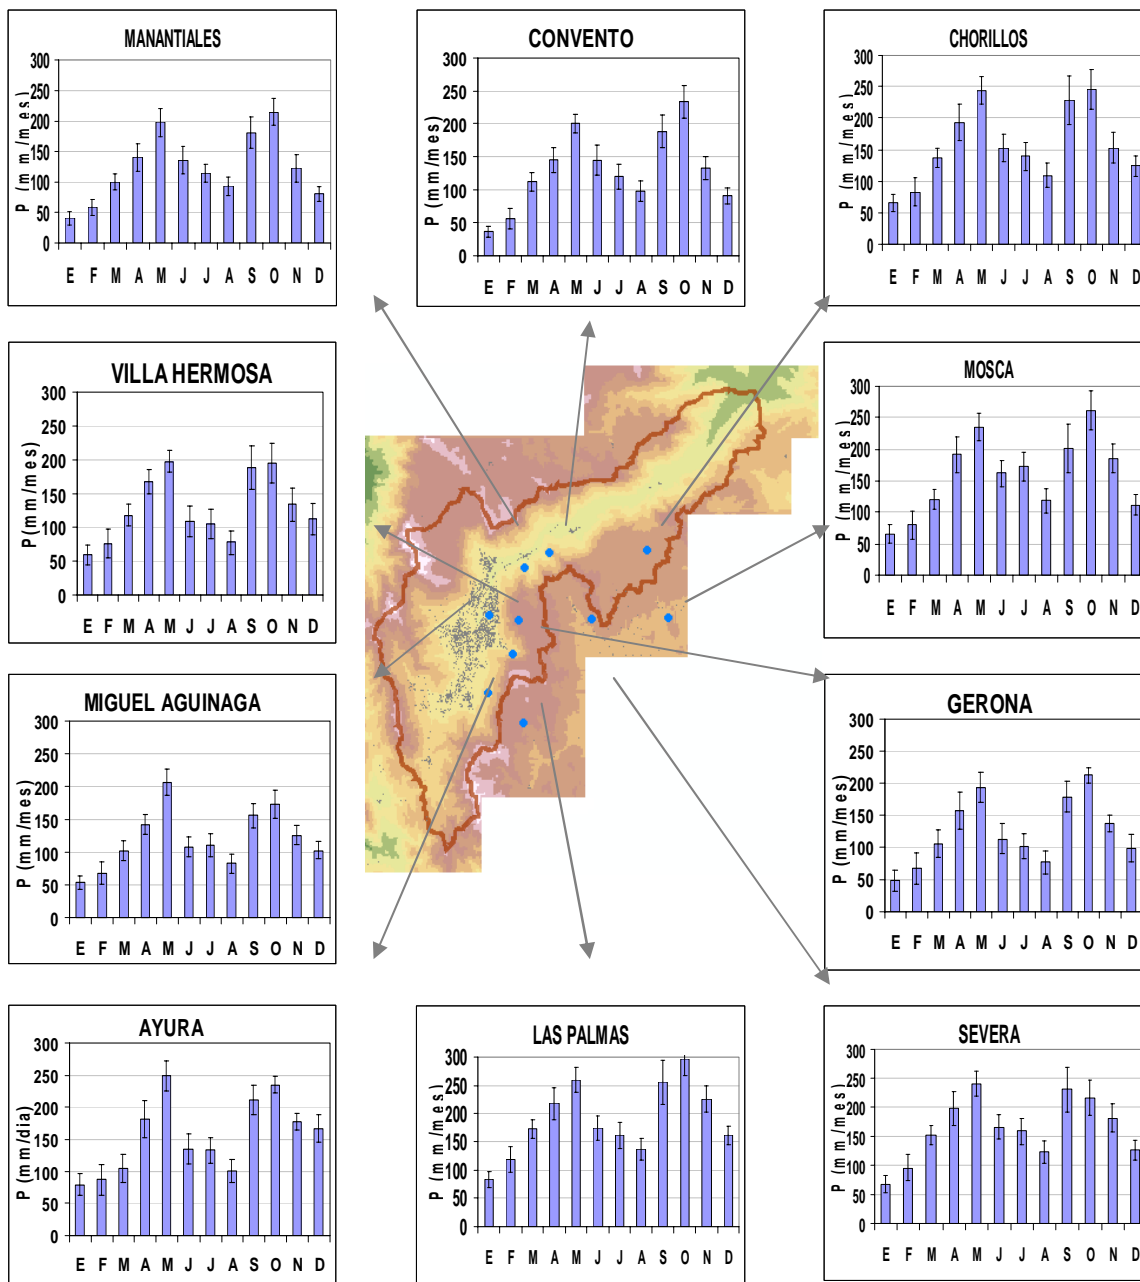 MANANTIALES
P (mm/mes)
300
250
200
150
100
50
0
E F M A M J J A S O N D
CONVENTO
P (mm/mes)
300
250
200
150
100
50
0
E F M A M J J A S O N D
CHORILLOS
P (mm/mes)
300
250
200
150
100
50
0
E F M A M J J A S O N D
VILLA HERMOSA
P (mm/mes)
300
250
200
150
100
50
0
E F M A M J J A S O N D
MOSCA
P (mm/mes)
300
250
200
150
100
50
0
E F M A M J J A S O N D
MIGUEL AGUINAGA
P (mm/mes)
300
250
200
150
100
50
0
E F M A M J J A S O N D
GERONA
P (mm/mes)
300
250
200
150
100
50
0
E F M A M J J A S O N D
AYURA
P (mm/dia)
300
250
200
150
100
50
0
E F M A M J J A S O N D
LAS PALMAS
P (mm/mes)
300
250
200
150
100
50
0
E F M A M J J A S O N D
SEVERA
P (mm/mes)
300
250
200
150
100
50
0
E F M A M J J A S O N D